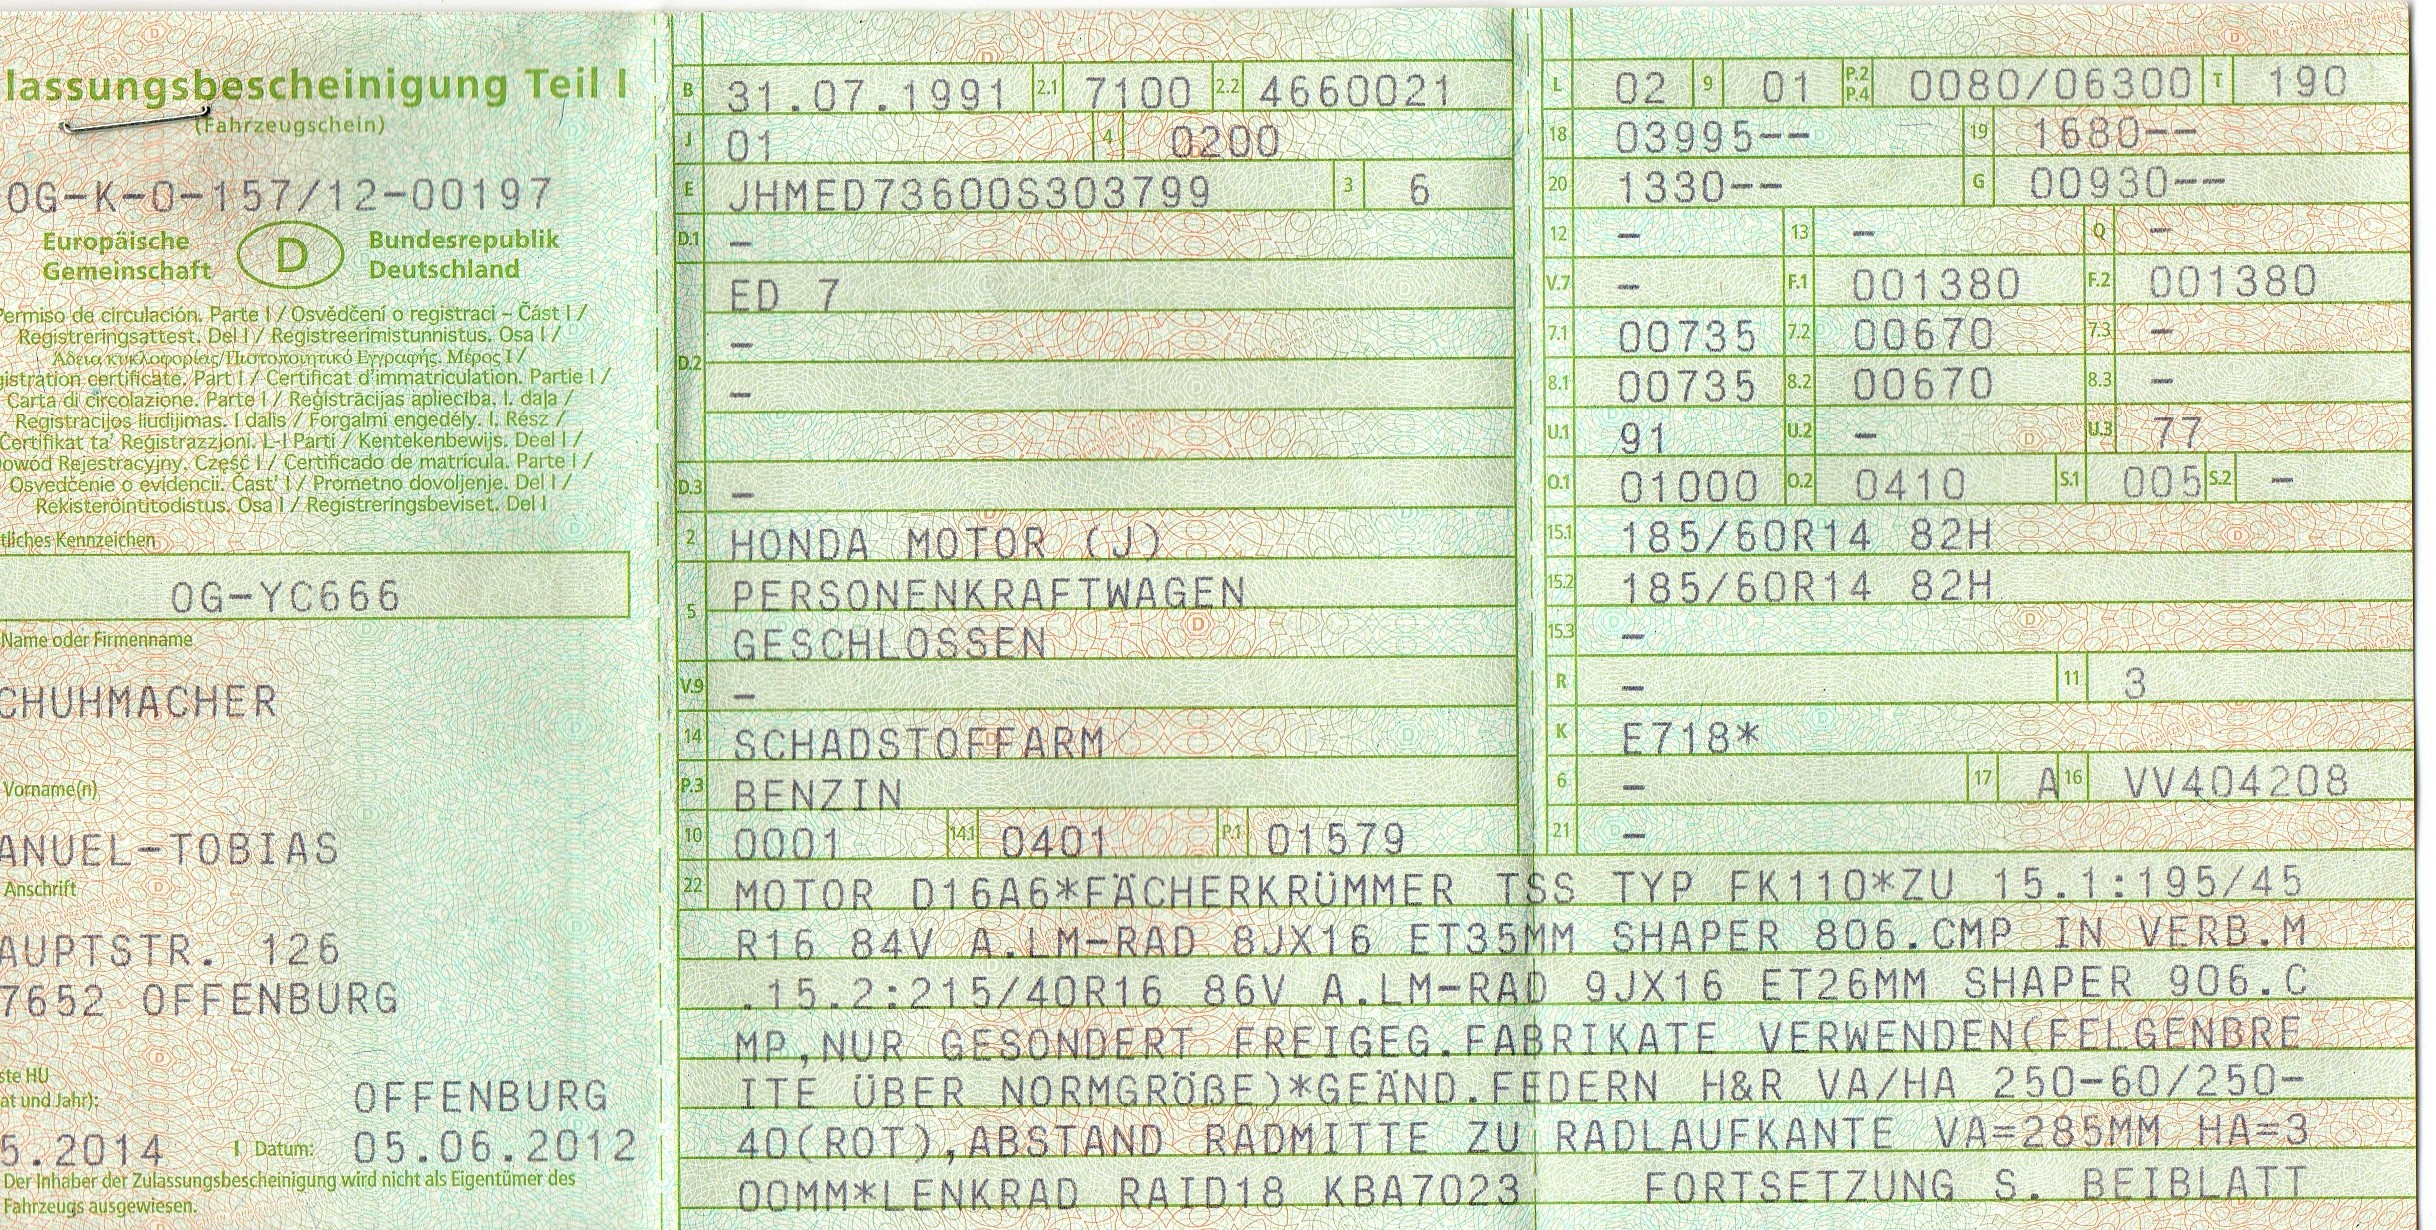 lassungsbescheinigung Teil I
(Fahrzeugschein)
OG-K-0-157/12-00197
Europäische Gemeinschaft D Bundesrepublik Deutschland
Permiso de circulación. Parte I / Osvědčení o registraci – Část I /
Registreringsattest. Del I / Registreerimistunnistus. Osa I /
Άδεια κυκλοφορίας/Πιστοποιητικό Εγγραφής. Μέρος I /
gistration certificate. Part I / Certificat d'immatriculation. Partie I /
Carta di circolazione. Parte I / Reģistrācijas apliecība. I. daļa /
Registracijos liudijimas. I dalis / Forgalmi engedély. I. Rész /
Certifikat ta' Reġistrazzjoni. L-I Parti / Kentekenbewijs. Deel I /
owód Rejestracyjny. Część I / Certificado de matrícula. Parte I /
Osvedčenie o evidencii. Časť I / Prometno dovoljenje. Del I /
Rekisteröintitodistus. Osa I / Registreringsbeviset. Del I
tliches Kennzeichen
OG-YC666
Name oder Firmenname
CHUHMACHER
Vorname(n)
ANUEL-TOBIAS
Anschrift
AUPTSTR. 126
7652 OFFENBURG
ste HU
at und Jahr):
OFFENBURG
5.2014 I Datum: 05.06.2012
Der Inhaber der Zulassungsbescheinigung wird nicht als Eigentümer des
Fahrzeugs ausgewiesen.
B 31.07.1991 2.1 7100 2.2 4660021
J 01 4 0200
E JHMED73600S303799 3 6
D.1 –
ED 7
D.2 –
–
D.3 –
2 HONDA MOTOR (J)
5 PERSONENKRAFTWAGEN
GESCHLOSSEN
V.9 –
14 SCHADSTOFFARM
P.3 BENZIN
10 0001 14.1 0401 P.1 01579
L 02 9 01 P.2 P.4 0080/06300 T 190
18 03995-- 19 1680--
20 1330-- G 00930--
12 – 13 – Q –
V.7 – F.1 001380 F.2 001380
7.1 00735 7.2 00670 7.3 –
8.1 00735 8.2 00670 8.3 –
U.1 91 U.2 – U.3 77
O.1 01000 O.2 0410 S.1 005 S.2 –
15.1 185/60R14 82H
15.2 185/60R14 82H
15.3 –
R – 11 3
K E718*
6 – 17 A 16 VV404208
21 –
22 MOTOR D16A6*FÄCHERKRÜMMER TSS TYP FK110*ZU 15.1:195/45
R16 84V A.LM-RAD 8JX16 ET35MM SHAPER 806.CMP IN VERB.M
.15.2:215/40R16 86V A.LM-RAD 9JX16 ET26MM SHAPER 906.C
MP,NUR GESONDERT FREIGEG.FABRIKATE VERWENDEN(FELGENBRE
ITE ÜBER NORMGRÖßE)*GEÄND.FEDERN H&R VA/HA 250-60/250-
40(ROT),ABSTAND RADMITTE ZU RADLAUFKANTE VA=285MM HA=3
00MM*LENKRAD RAID18 KBA7023 FORTSETZUNG S. BEIBLATT